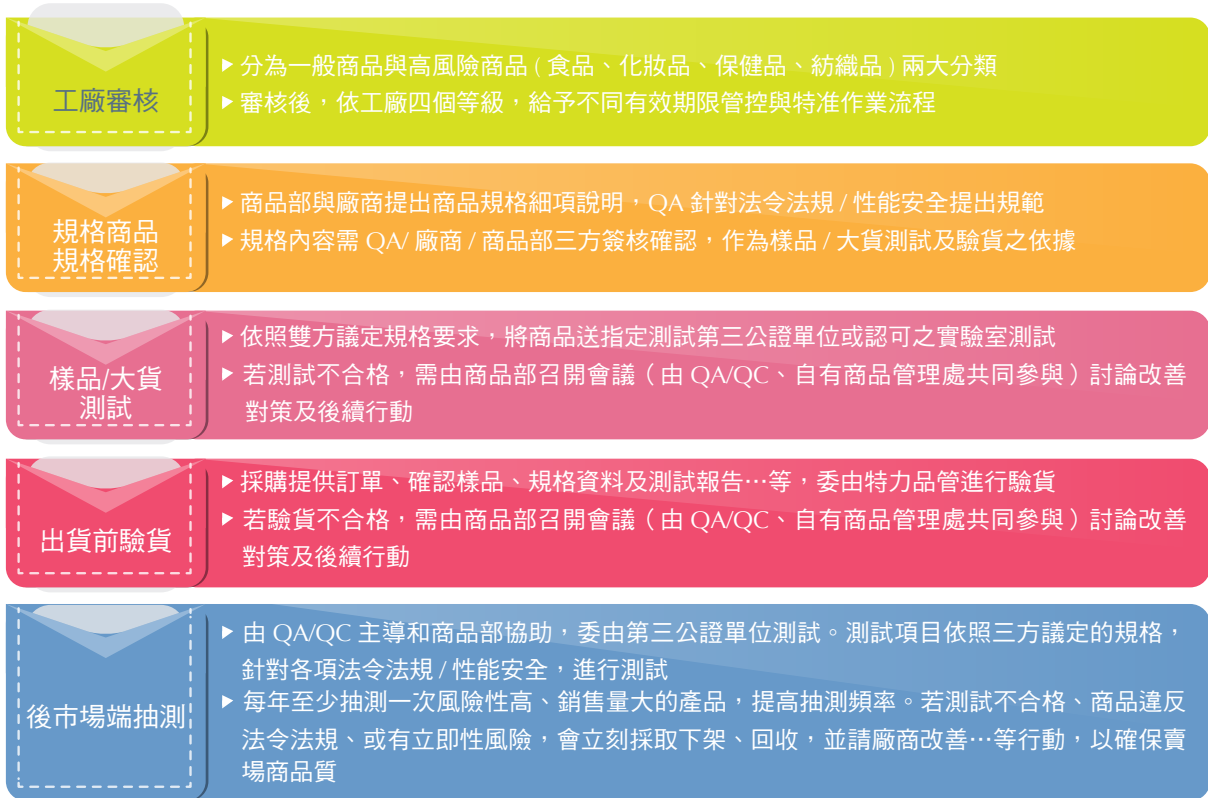 工廠審核
▶ 分為一般商品與高風險商品 ( 食品、化妝品、保健品、紡織品 ) 兩大分類
▶ 審核後，依工廠四個等級，給予不同有效期限管控與特准作業流程
規格商品
規格確認
▶ 商品部與廠商提出商品規格細項說明，QA 針對法令法規 / 性能安全提出規範
▶ 規格內容需 QA/ 廠商 / 商品部三方簽核確認，作為樣品 / 大貨測試及驗貨之依據
樣品/大貨
測試
▶ 依照雙方議定規格要求，將商品送指定測試第三公證單位或認可之實驗室測試
▶ 若測試不合格，需由商品部召開會議（由 QA/QC、自有商品管理處共同參與）討論改善
對策及後續行動
出貨前驗貨
▶ 採購提供訂單、確認樣品、規格資料及測試報告…等，委由特力品管進行驗貨
▶ 若驗貨不合格，需由商品部召開會議（由 QA/QC、自有商品管理處共同參與）討論改善
對策及後續行動
後市場端抽測
▶ 由 QA/QC 主導和商品部協助，委由第三公證單位測試。測試項目依照三方議定的規格，
針對各項法令法規 / 性能安全，進行測試
▶ 每年至少抽測一次風險性高、銷售量大的產品，提高抽測頻率。若測試不合格、商品違反
法令法規、或有立即性風險，會立刻採取下架、回收，並請廠商改善…等行動，以確保賣
場商品質